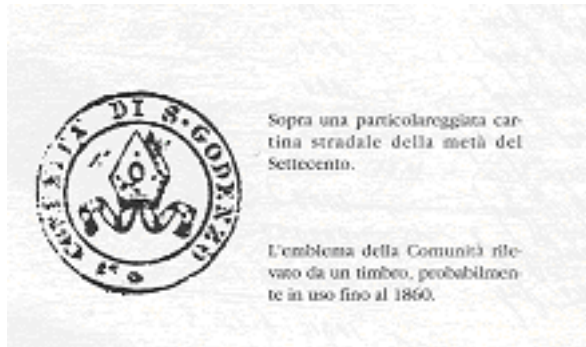 COMUNITA DI S. GODENZO
Sopra una particolareggiata car-
tina stradale della metà del
Settecento.
L'emblema della Comunità rile-
vato da un timbro, probabilmen-
te in uso fino al 1860.